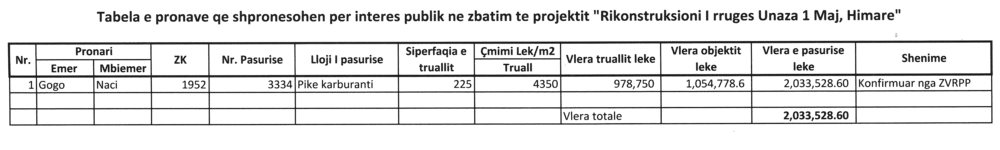 Tabela e pronave qe shpronesohen per interes publik ne zbatim te projektit "Rikonstruksioni I rruges Unaza 1 Maj, Himare"
Nr. Pronari ZK Nr. Pasurise Lloji I pasurise Siperfaqia e truallit Çmimi Lek/m2 Vlera truallit leke Vlera objektit leke Vlera e pasurise leke Shenime
Emer Mbiemer Truall
1 Gogo Naci 1952 3334 Pike karburanti 225 4350 978,750 1,054,778.6 2,033,528.60 Konfirmuar nga ZVRPP
Vlera totale 2,033,528.60